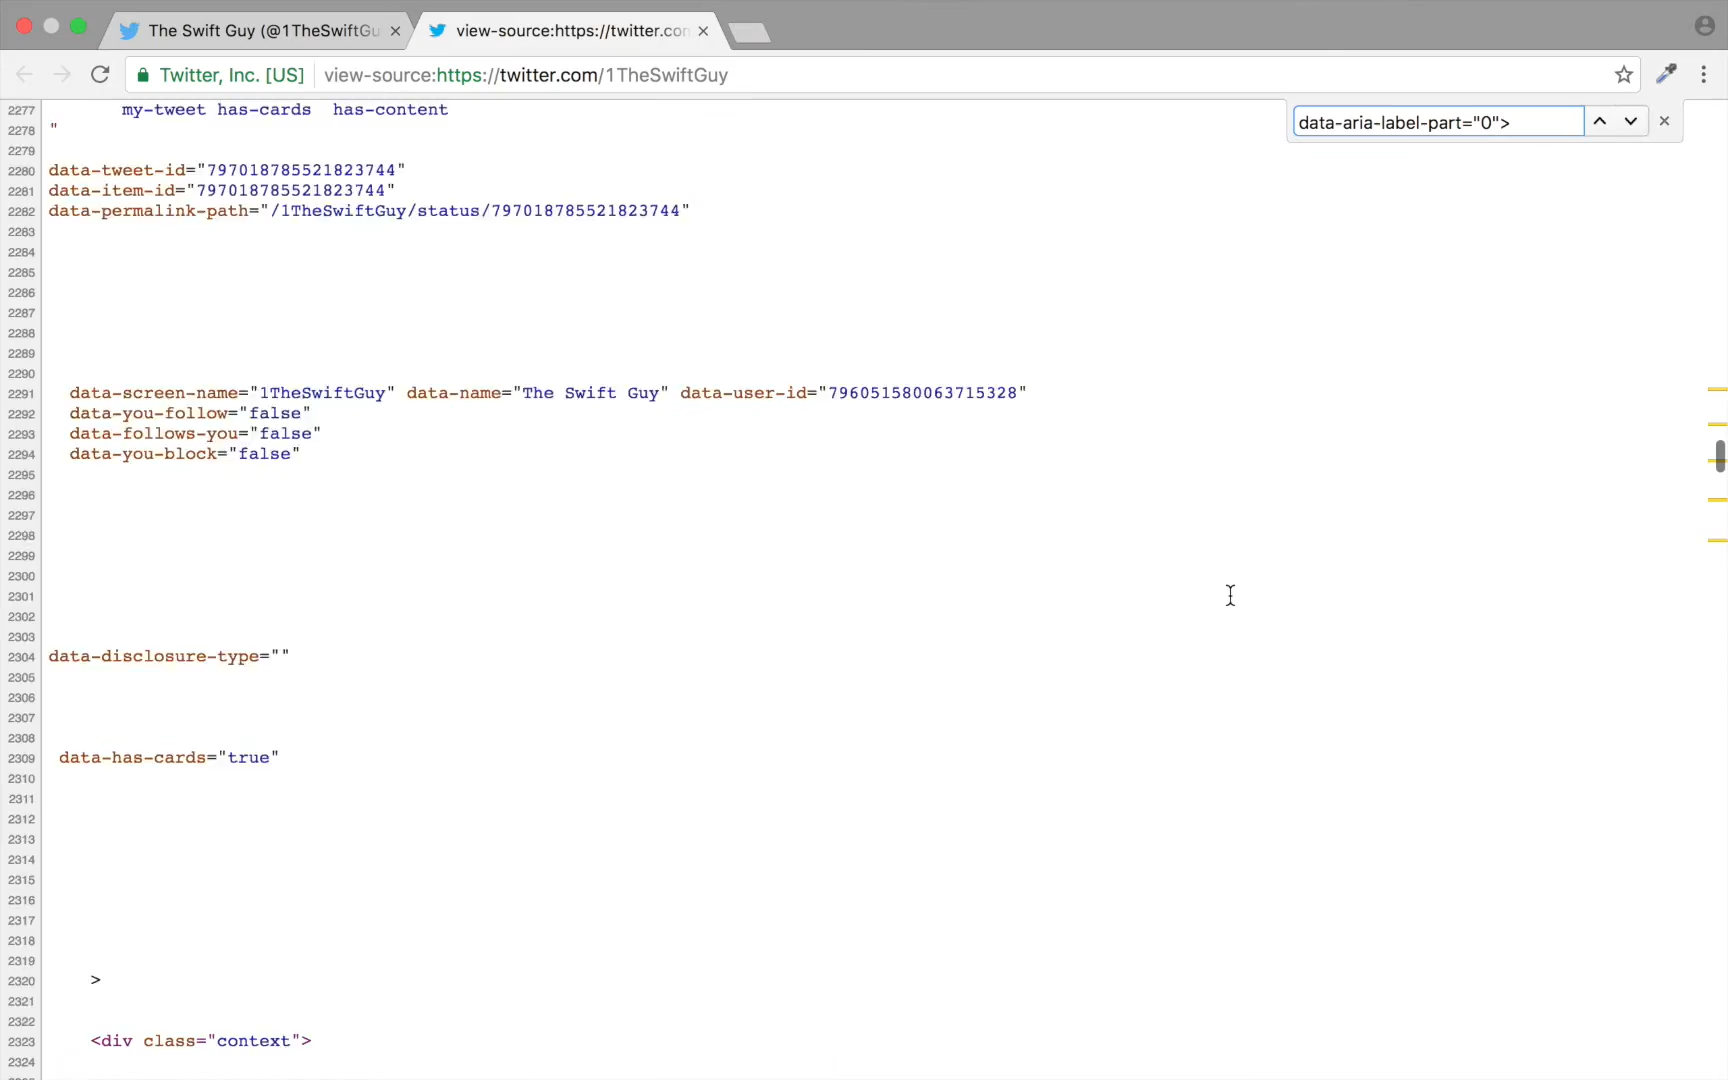 The Swift Guy (@1TheSwiftGu
view-source:https://twitter.com
Twitter, Inc. [US]
view-source:https://twitter.com/1TheSwiftGuy
data-aria-label-part="0">
2277 my-tweet has-cards  has-content
2278 "
2279
2280 data-tweet-id="797018785521823744"
2281 data-item-id="797018785521823744"
2282 data-permalink-path="/1TheSwiftGuy/status/797018785521823744"
2283
2284
2285
2286
2287
2288
2289
2290
2291 data-screen-name="1TheSwiftGuy" data-name="The Swift Guy" data-user-id="796051580063715328"
2292 data-you-follow="false"
2293 data-follows-you="false"
2294 data-you-block="false"
2295
2296
2297
2298
2299
2300
2301
2302
2303
2304 data-disclosure-type=""
2305
2306
2307
2308
2309 data-has-cards="true"
2310
2311
2312
2313
2314
2315
2316
2317
2318
2319
2320 >
2321
2322
2323 <div class="context">
2324